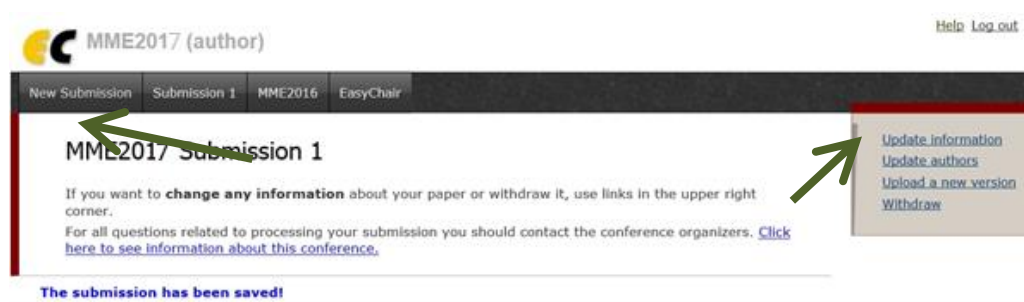 Help Log out
EC MME2017 (author)
New Submission Submission 1 MME2016 EasyChair
MME2017 Submission 1
If you want to change any information about your paper or withdraw it, use links in the upper right
corner.
For all questions related to processing your submission you should contact the conference organizers. Click
here to see information about this conference.
Update information
Update authors
Upload a new version
Withdraw
The submission has been saved!